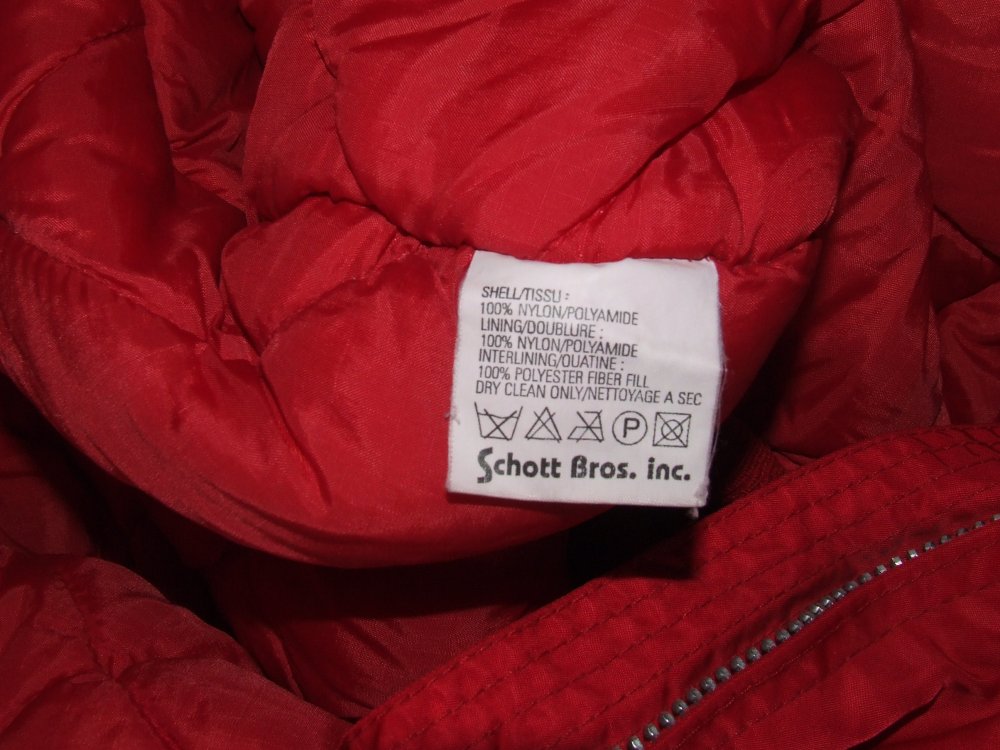 SHELL/TISSU :
100% NYLON/POLYAMIDE
LINING/DOUBLURE :
100% NYLON/POLYAMIDE
INTERLINING/OUATINE :
100% POLYESTER FIBER FILL
DRY CLEAN ONLY/NETTOYAGE A SEC
P
Schott Bros. inc.